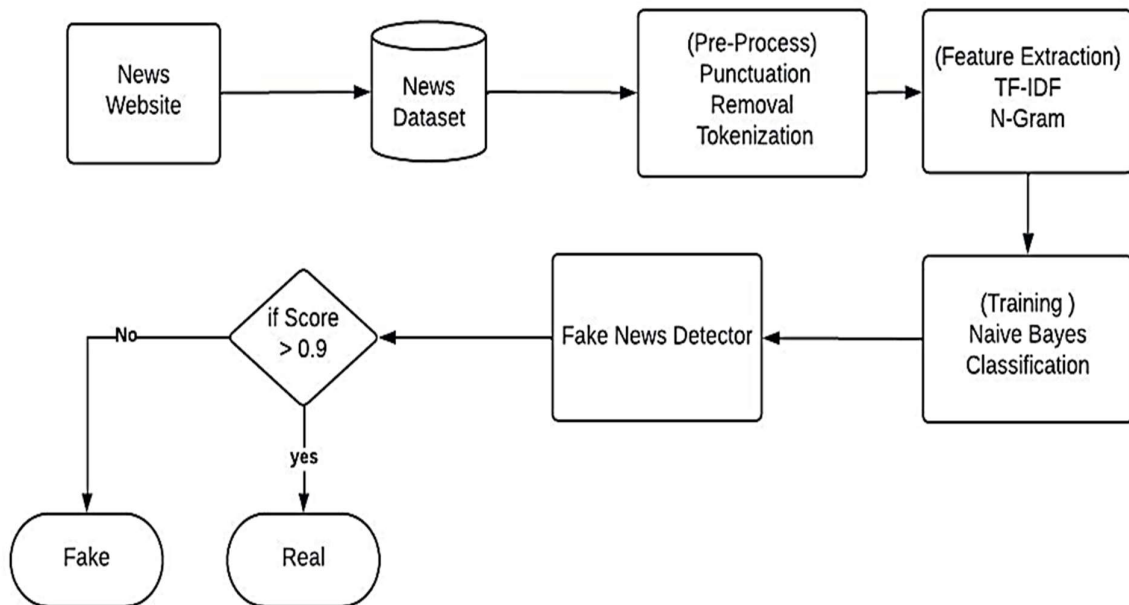 News
Website
News
Dataset
(Pre-Process)
Punctuation
Removal
Tokenization
(Feature Extraction)
TF-IDF
N-Gram
(Training )
Naive Bayes
Classification
Fake News Detector
if Score
> 0.9
No
yes
Fake
Real